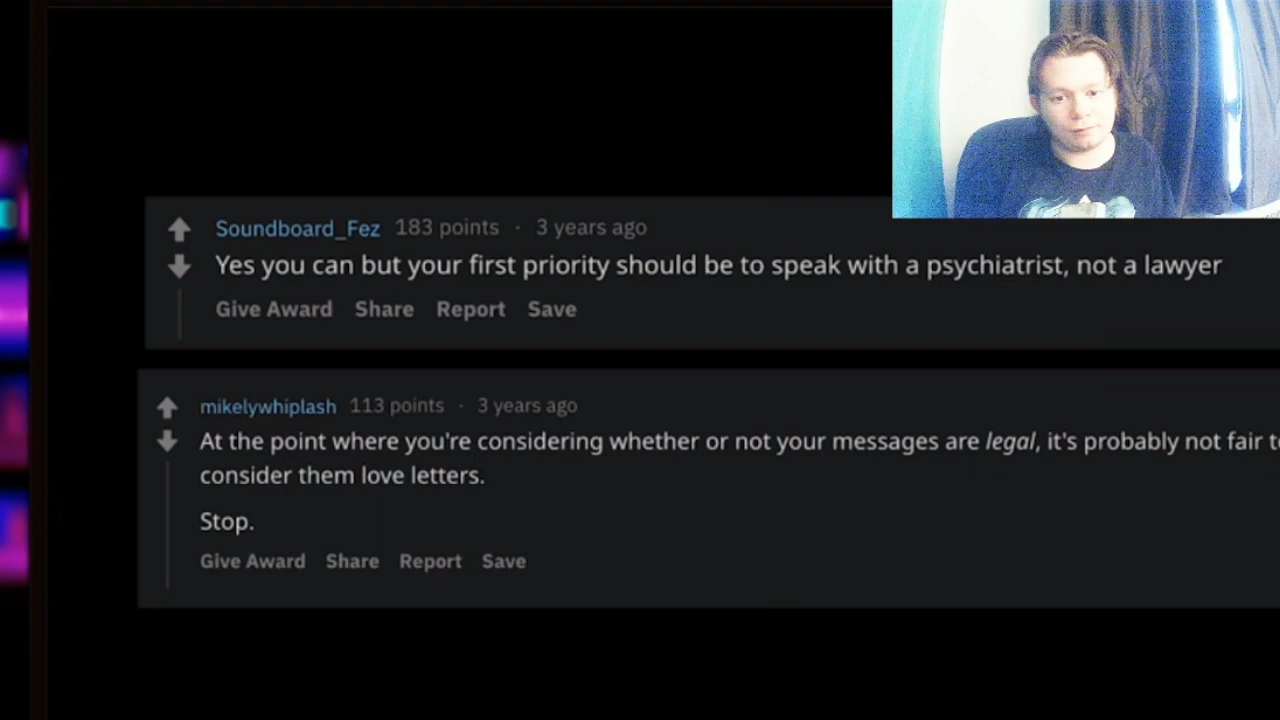 Soundboard_Fez 183 points · 3 years ago
Yes you can but your first priority should be to speak with a psychiatrist, not a lawyer
Give Award Share Report Save
mikelywhiplash 113 points · 3 years ago
At the point where you're considering whether or not your messages are legal, it's probably not fair
consider them love letters.
Stop.
Give Award Share Report Save